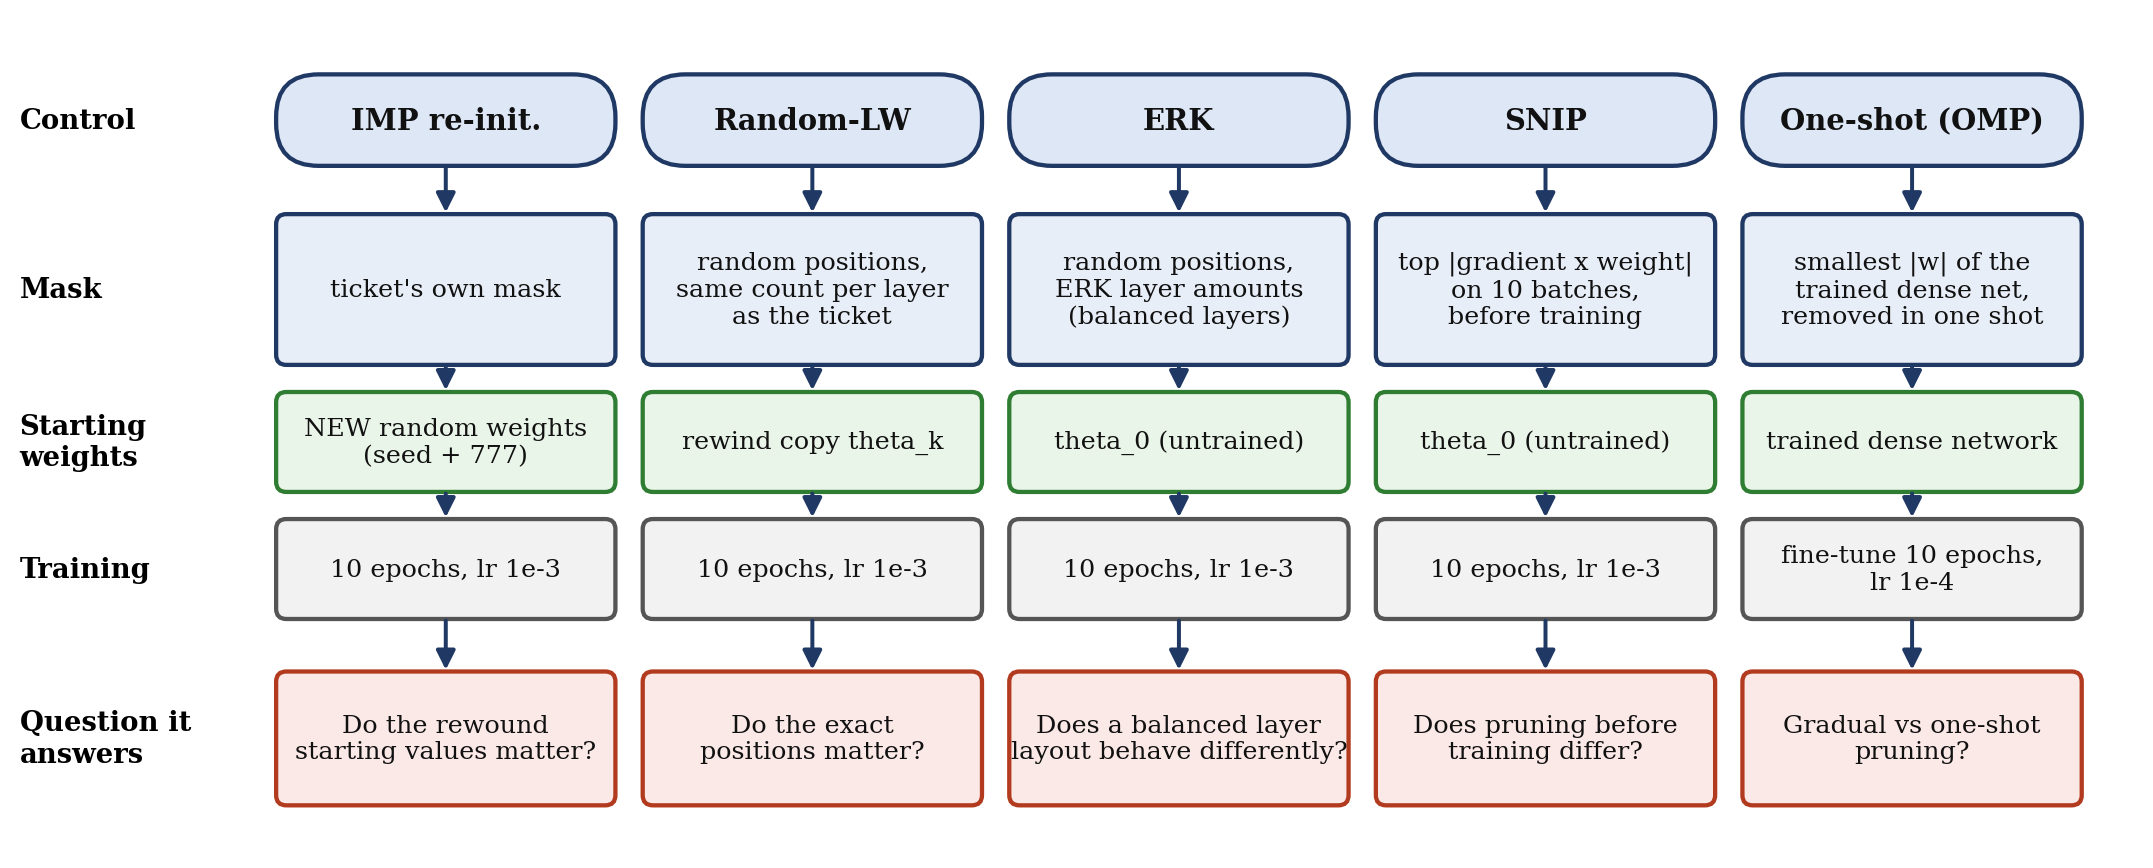 Control
IMP re-init.
Random-LW
ERK
SNIP
One-shot (OMP)
Mask
ticket's own mask
random positions,
same count per layer
as the ticket
random positions,
ERK layer amounts
(balanced layers)
top |gradient x weight|
on 10 batches,
before training
smallest |w| of the
trained dense net,
removed in one shot
Starting
weights
NEW random weights
(seed + 777)
rewind copy theta_k
theta_0 (untrained)
theta_0 (untrained)
trained dense network
Training
10 epochs, lr 1e-3
10 epochs, lr 1e-3
10 epochs, lr 1e-3
10 epochs, lr 1e-3
fine-tune 10 epochs,
lr 1e-4
Question it
answers
Do the rewound
starting values matter?
Do the exact
positions matter?
Does a balanced layer
layout behave differently?
Does pruning before
training differ?
Gradual vs one-shot
pruning?